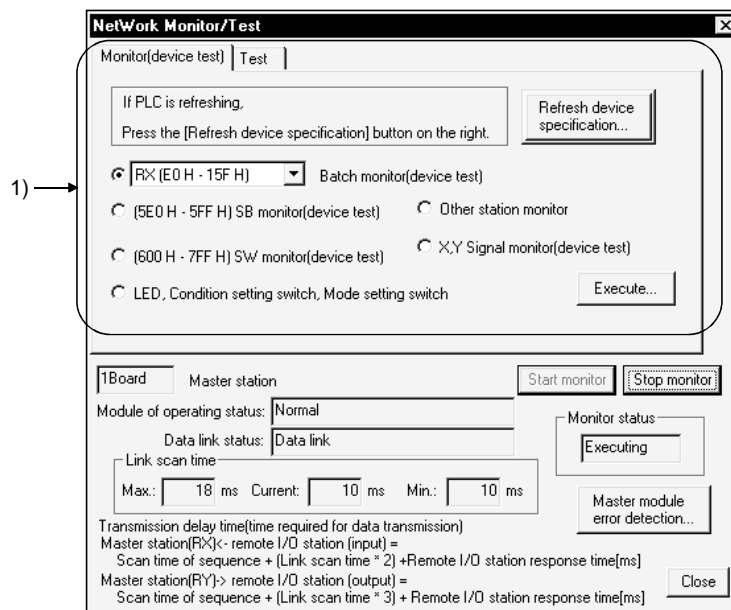 NetWork Monitor/Test
Monitor(device test) Test
If PLC is refreshing,
Press the [Refresh device specification] button on the right.
Refresh device
specification...
1)
RX (E0 H - 15F H) Batch monitor(device test)
(5E0 H - 5FF H) SB monitor(device test) Other station monitor
(600 H - 7FF H) SW monitor(device test) X,Y Signal monitor(device test)
LED, Condition setting switch, Mode setting switch Execute...
1Board Master station Start monitor Stop monitor
Module of operating status: Normal
Data link status: Data link
Monitor status
Executing
Link scan time
Max.: 18 ms Current: 10 ms Min.: 10 ms
Master module
error detection...
Transmission delay time(time required for data transmission)
Master station(RX)<- remote I/O station (input) =
Scan time of sequence + (Link scan time * 2) +Remote I/O station response time[ms]
Master station(RY)-> remote I/O station (output) =
Scan time of sequence + (Link scan time * 3) + Remote I/O station response time[ms]
Close